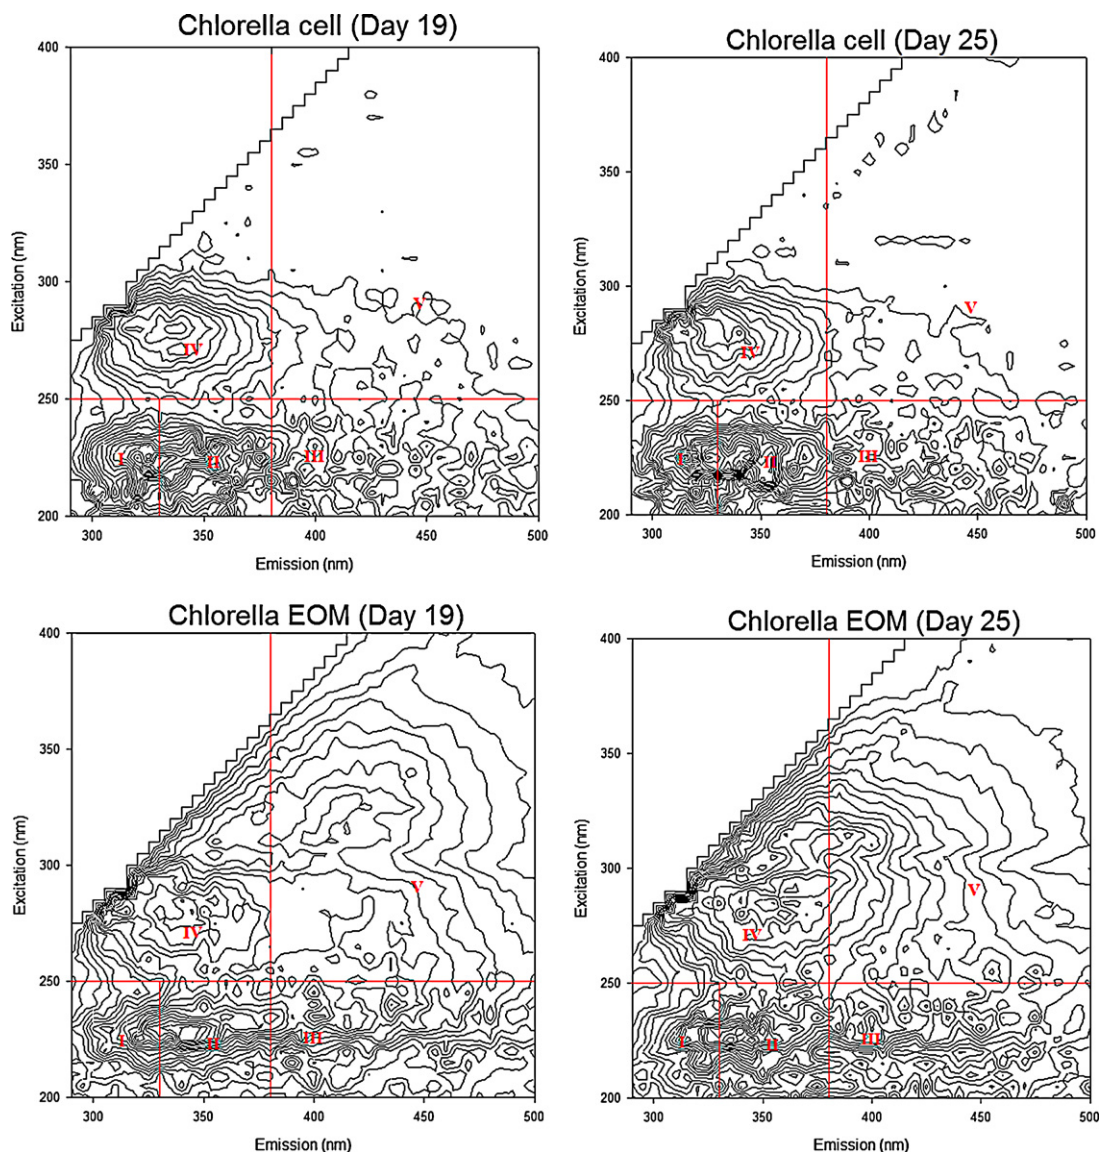 Chlorella cell (Day 19)
400
350
300
250
200
Excitation (nm)
V
IV
I
II
III
300
350
400
450
500
Emission (nm)
Chlorella cell (Day 25)
400
350
300
250
200
Excitation (nm)
V
IV
I
II
III
300
350
400
450
500
Emission (nm)
Chlorella EOM (Day 19)
400
350
300
250
200
Excitation (nm)
V
IV
I
II
III
300
350
400
450
500
Emission (nm)
Chlorella EOM (Day 25)
400
350
300
250
200
Excitation (nm)
V
IV
I
II
III
300
350
400
450
500
Emission (nm)